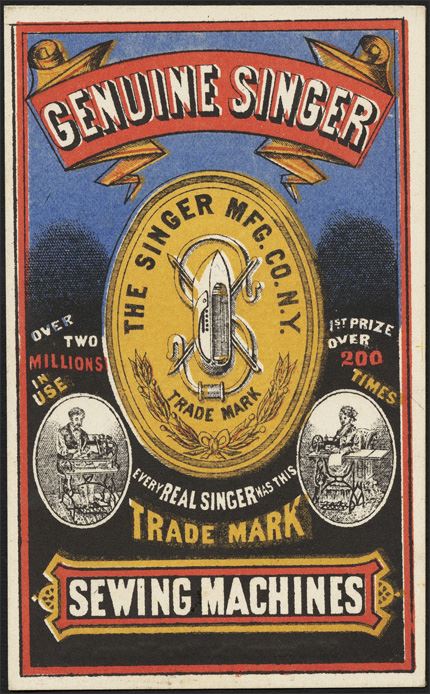 GENUINE SINGER
THE SINGER MFG. CO. N.Y.
TRADE MARK
OVER
TWO
MILLIONS
IN
USE
1ST PRIZE
OVER
200
TIMES
EVERY REAL SINGER HAS THIS
TRADE MARK
SEWING MACHINES